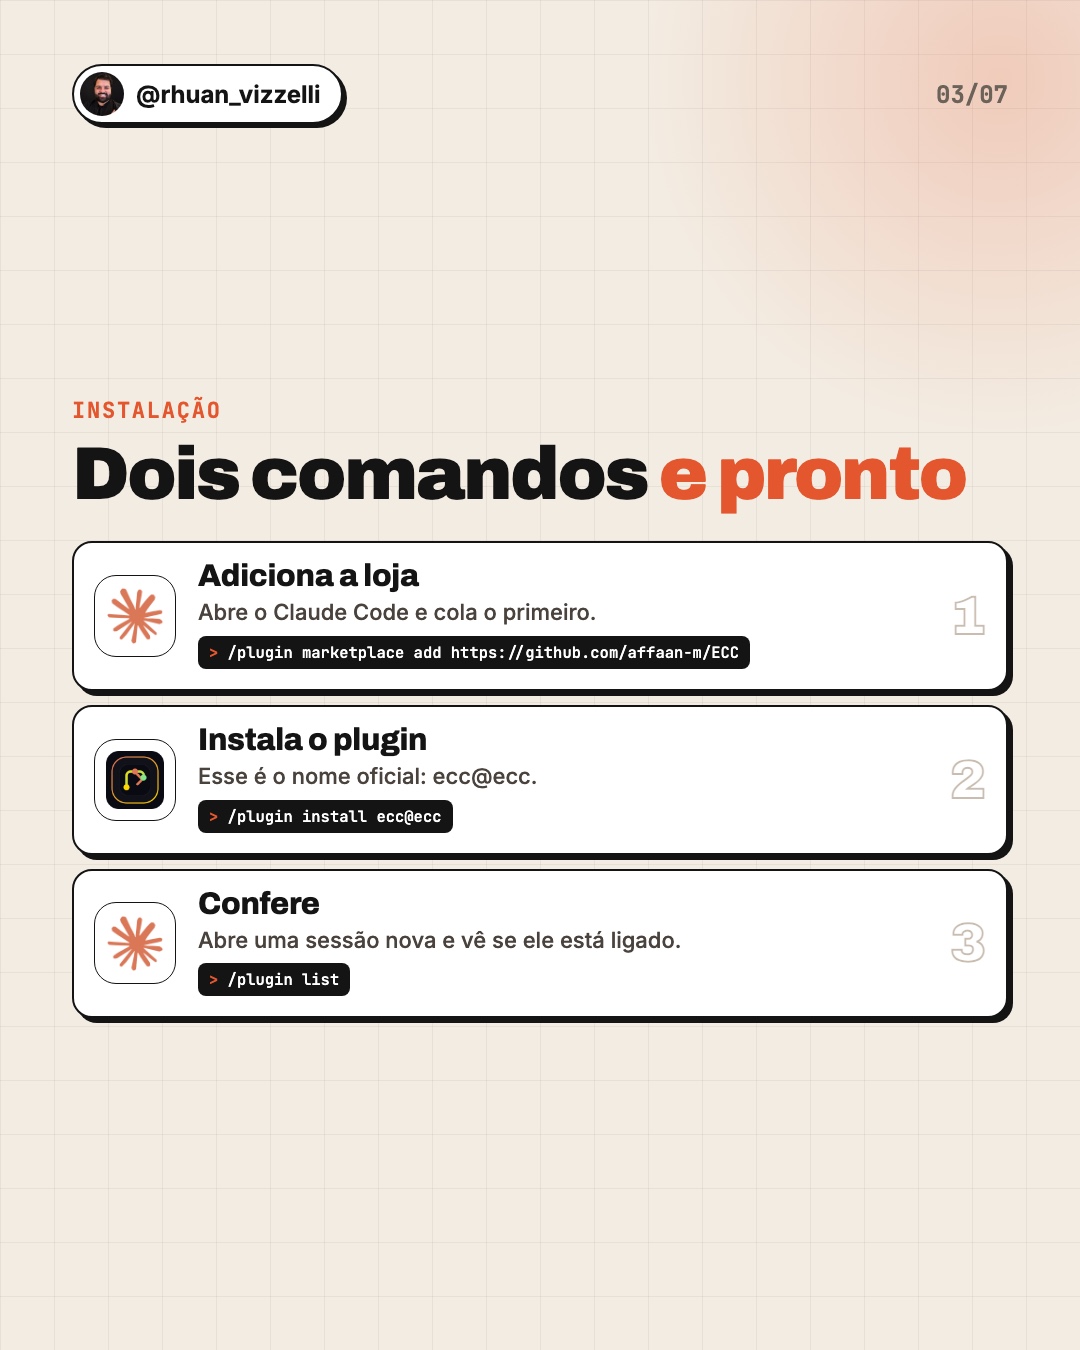 @rhuan_vizzelli
03/07
INSTALAÇÃO
Dois comandos e pronto
Adiciona a loja
Abre o Claude Code e cola o primeiro.
> /plugin marketplace add https://github.com/affaan-m/ECC
1
Instala o plugin
Esse é o nome oficial: ecc@ecc.
> /plugin install ecc@ecc
2
Confere
Abre uma sessão nova e vê se ele está ligado.
> /plugin list
3